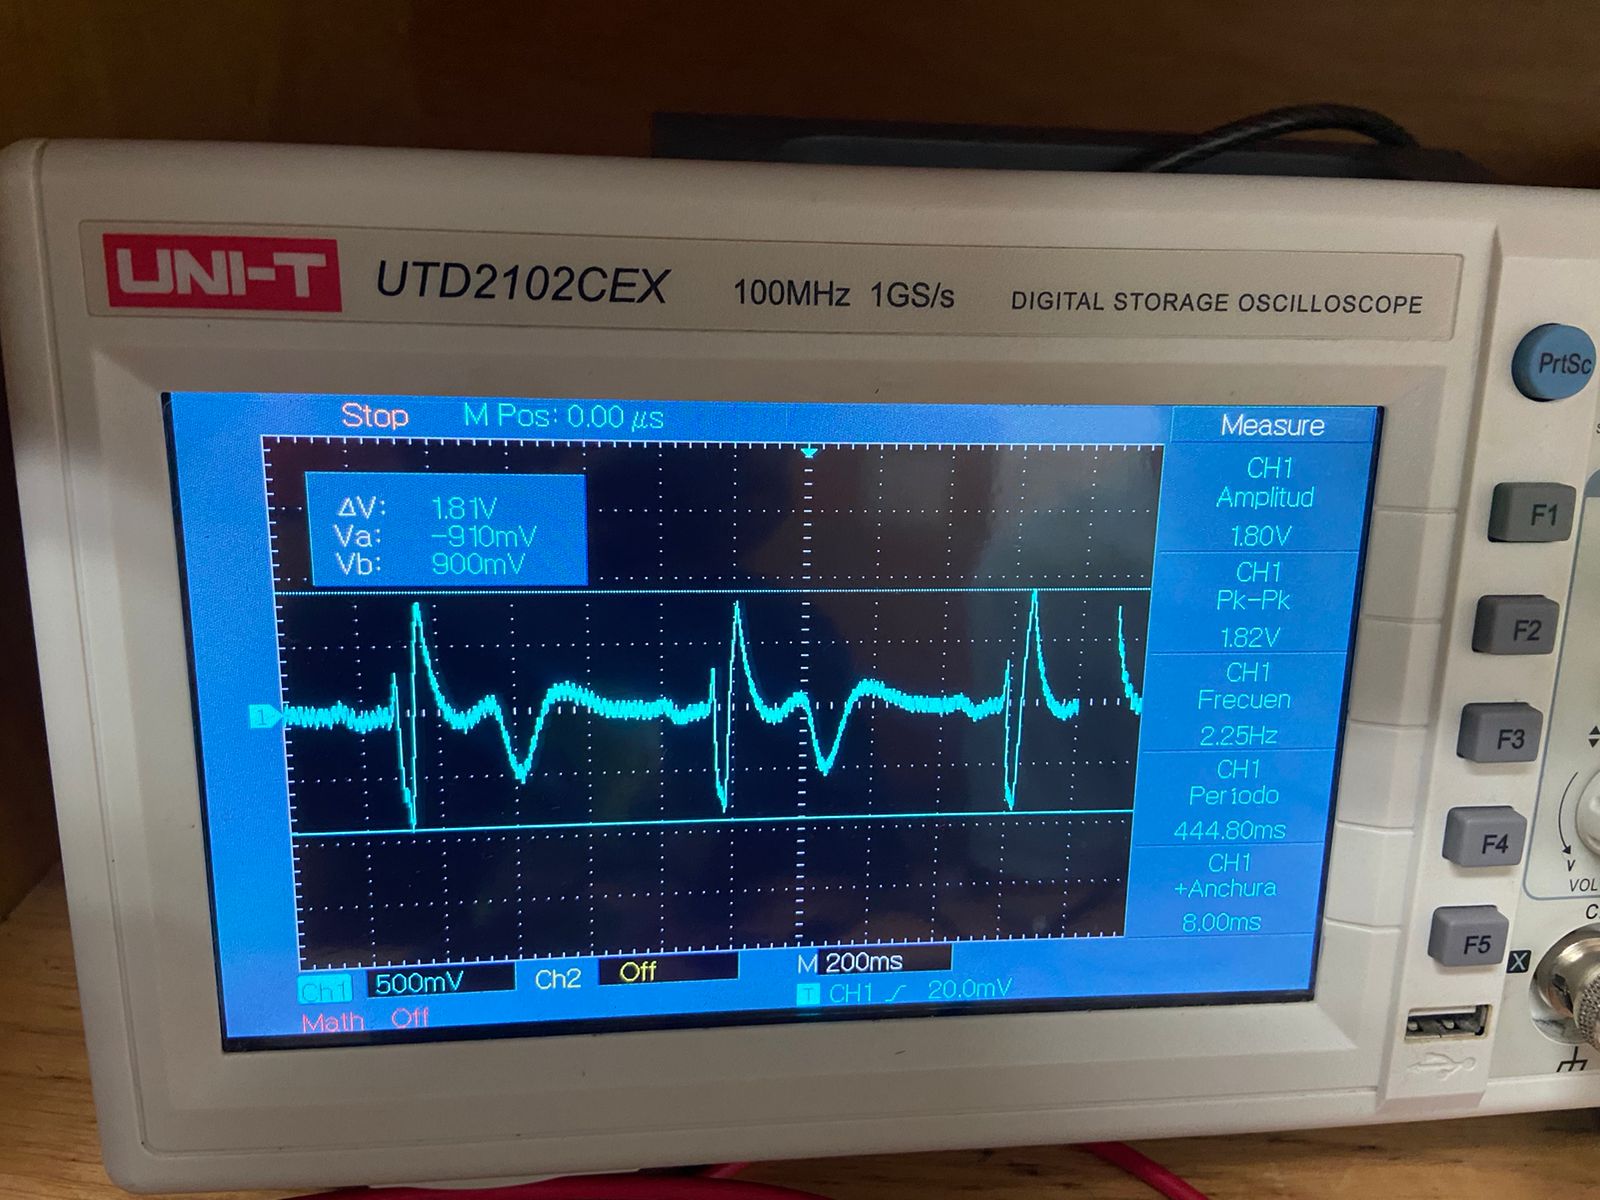 UNI-T UTD2102CEX 100MHz 1GS/s DIGITAL STORAGE OSCILLOSCOPE
PrtSc
Stop M Pos: 0.00 µs
Measure
ΔV: 1.81V
Va: -910mV
Vb: 900mV
CH1
Amplitud
1.80V
CH1
Pk-Pk
1.82V
CH1
Frecuen
2.25Hz
CH1
Período
444.80ms
CH1
+Anchura
8.00ms
1
Ch1 500mV Ch2 Off M 200ms
T CH1 20.0mV
Math Off
F1
F2
F3
F4
F5
V
X